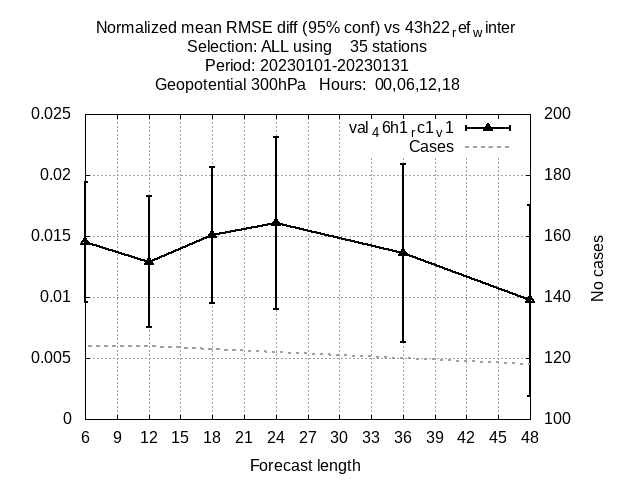 Normalized mean RMSE diff (95% conf) vs 43h22refwinter
Selection: ALL using 35 stations
Period: 20230101-20230131
Geopotential 300hPa Hours: 00,06,12,18
0.025 200
val46h1rc1v1
Cases
0.02 180
0.015 160
0.01 140
0.005 120
0 100
No cases
6 9 12 15 18 21 24 27 30 33 36 39 42 45 48
Forecast length